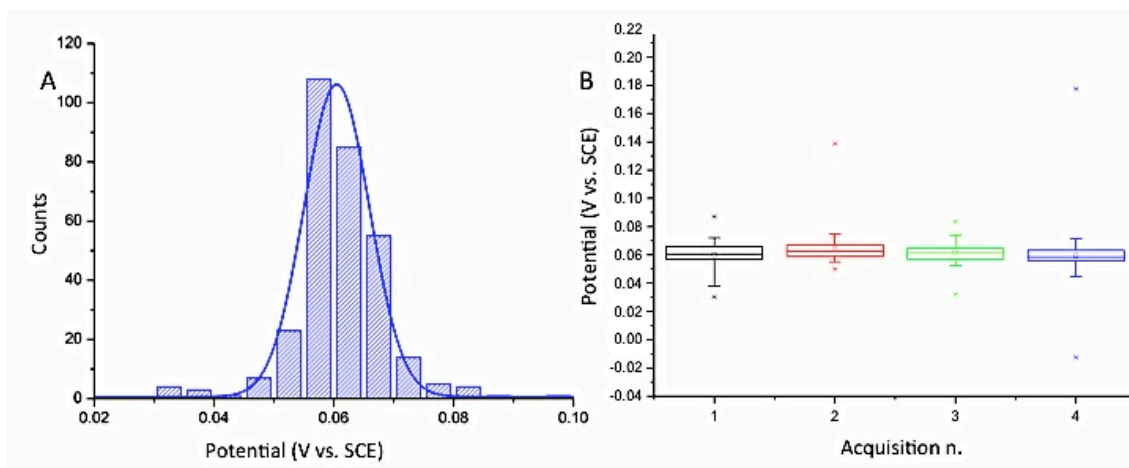 A
120
100
80
60
40
20
0
Counts
0.02 0.04 0.06 0.08 0.10
Potential (V vs. SCE)
B
0.22
0.20
0.18
0.16
0.14
0.12
0.10
0.08
0.06
0.04
0.02
0.00
-0.02
-0.04
Potential (V vs. SCE)
1 2 3 4
Acquisition n.